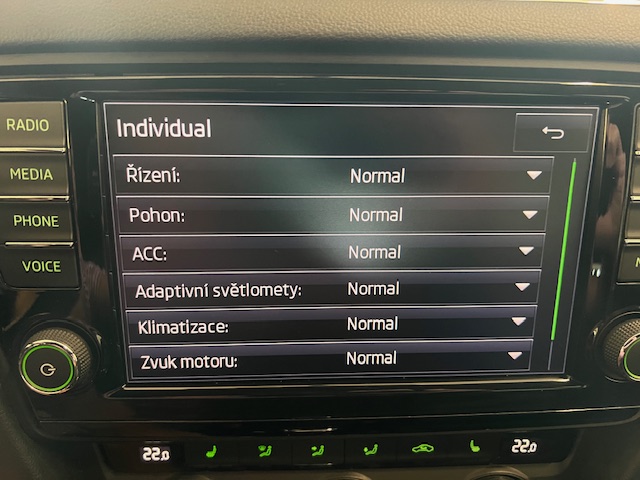 Individual
RADIO
MEDIA
PHONE
VOICE
Řízení: Normal
Pohon: Normal
ACC: Normal
Adaptivní světlomety: Normal
Klimatizace: Normal
Zvuk motoru: Normal
22.0 22.0